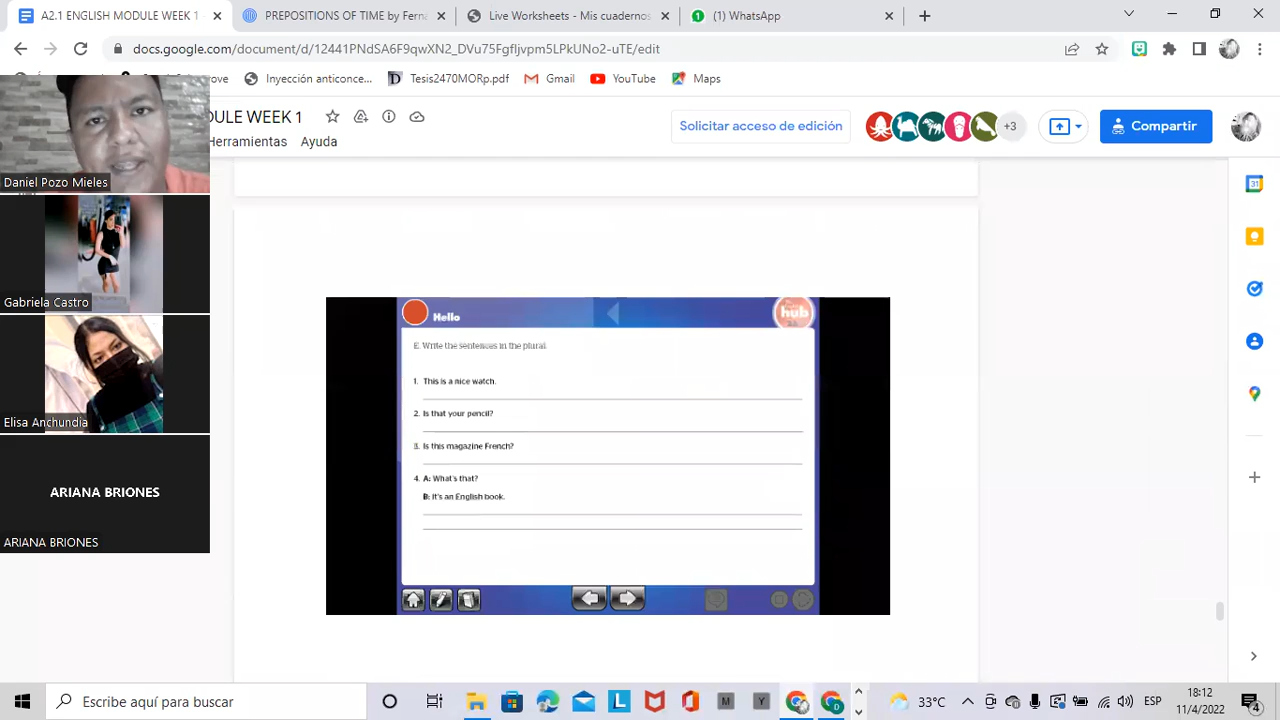 A2.1 ENGLISH MODULE WEEK 1
PREPOSITIONS OF TIME by Ferna
Live Worksheets - Mis cuadernos
(1) WhatsApp
docs.google.com/document/d/12441PNdSA6F9qwXN2_DVu75Fgfljvpm5LPkUNo2-uTE/edit
Inyección anticonce...
Tesis2470MORp.pdf
Gmail
YouTube
Maps
DULE WEEK 1
Solicitar acceso de edición
+3
Compartir
Herramientas
Ayuda
Daniel Pozo Mieles
Gabriela Castro
Elisa Anchundia
ARIANA BRIONES
ARIANA BRIONES
Hello
hub
E. Write the sentences in the plural.
1. This is a nice watch.
2. Is that your pencil?
3. Is this magazine French?
4. A: What's that?
B: It's an English book.
Escribe aquí para buscar
33°C
ESP
18:12
11/4/2022